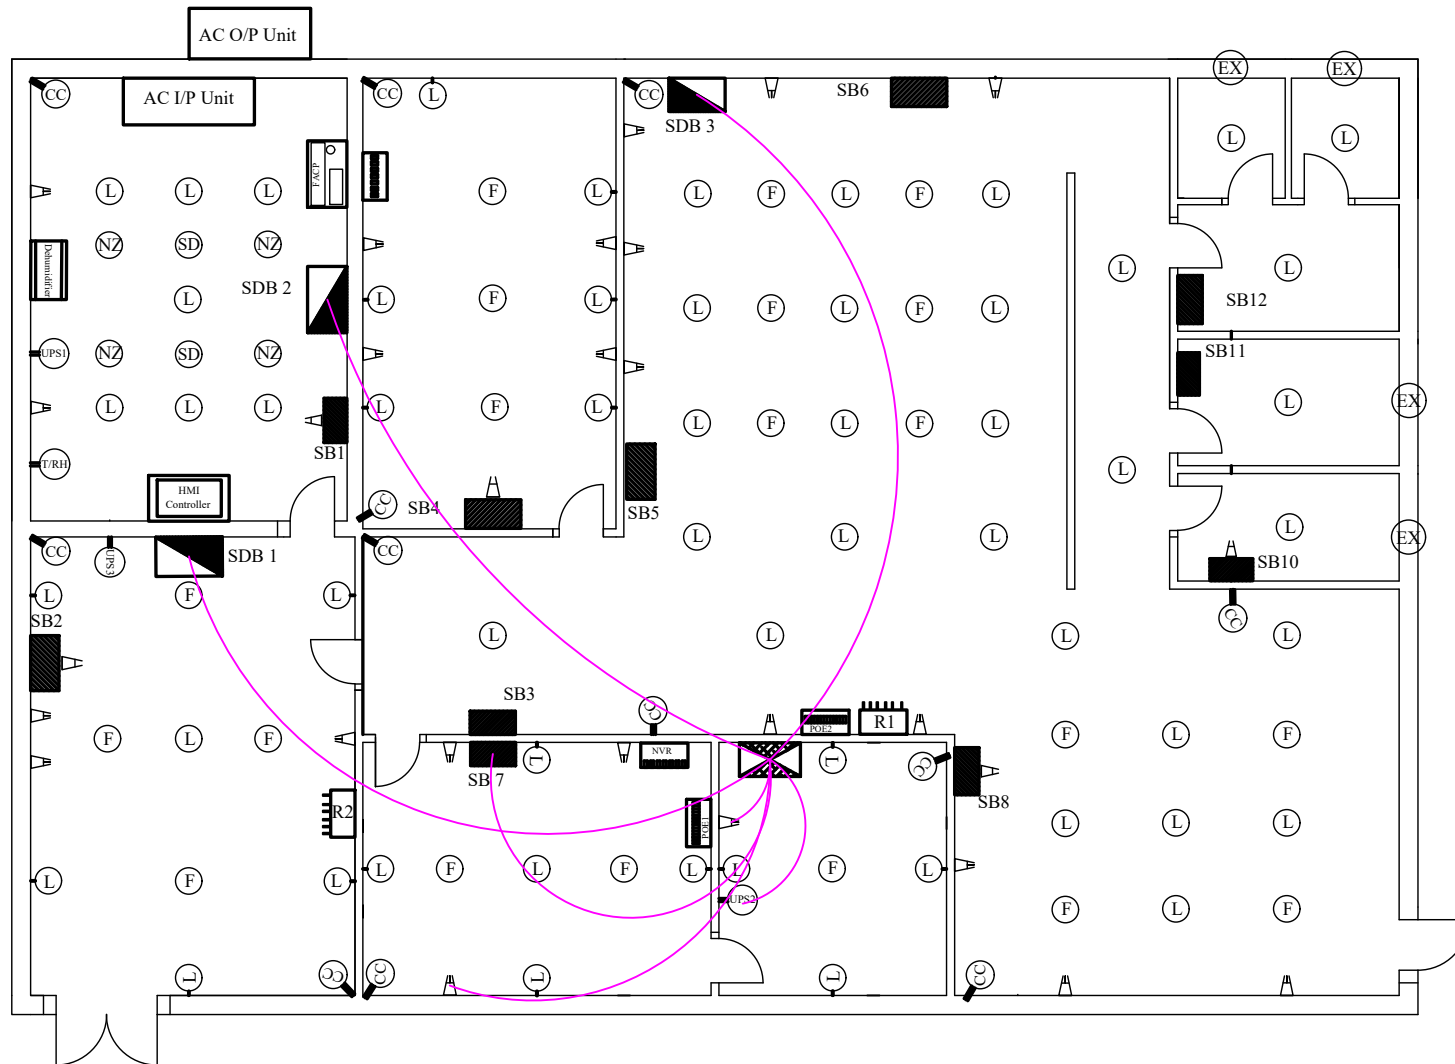 AC O/P Unit
EX EX
CC AC I/P Unit CC L CC SDB 3 SB6
L L
FACP
L L L F L L F L F L
NZ SD NZ
Dehumidifier
L SDB 2 L L L
SB12
L F L L F L F L
UPS1 NZ SD NZ
SB11
L L L L F L L F L F L L EX
SB1
T/RH L
HMI
Controller
CC SB4 SB5
L
CC UPS3 SDB 1 CC L L L EX
SB10
L F L
SB2 CC
L L L L
SB3 CC
POE2 R1
F L F F L F
L NVR L CC
SB 7
SB8
R2 POE1 L L L
L F L L F L F L L F L
UPS2
F L F
L CC CC L L CC